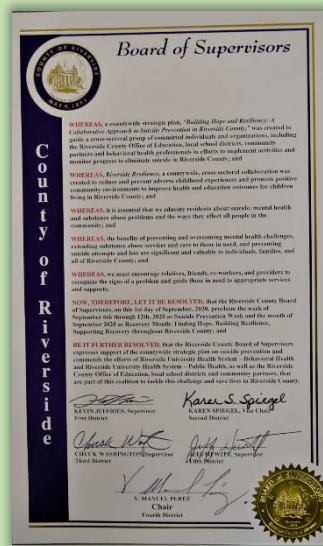 Board of Supervisors
COUNTY OF RIVERSIDE
MAY 9, 1893
County of Riverside
WHEREAS, a countywide strategic plan, "Building Hope and Resiliency: A
Collaborative Approach to Suicide Prevention in Riverside County," was created to
guide a cross-sectoral group of committed individuals and organizations, including
the Riverside County Office of Education, local school districts, community
partners and behavioral health professionals in efforts to implement activities and
monitor progress to eliminate suicide in Riverside County; and
WHEREAS, Riverside Resilience, a countywide, cross-sectoral collaboration was
created to reduce and prevent adverse childhood experiences and promote positive
community environments to improve health and education outcomes for children
living in Riverside County; and
WHEREAS, it is essential that we educate residents about suicide, mental health
and substance abuse problems and the ways they affect all people in the
community; and
WHEREAS, the benefits of preventing and overcoming mental health challenges,
extending substance abuse services and care to those in need, and preventing
suicide attempts and loss are significant and valuable to individuals, families, and
all of Riverside County; and
WHEREAS, we must encourage relatives, friends, co-workers, and providers to
recognize the signs of a problem and guide those in need to appropriate services
and supports;
NOW, THEREFORE, LET IT BE RESOLVED, that the Riverside County Board
of Supervisors, on this 1st day of September, 2020, proclaim the week of
September 6th through 12th, 2020 as Suicide Prevention Week and the month of
September 2020 as Recovery Month: Finding Hope, Building Resilience,
Supporting Recovery throughout Riverside County; and
BE IT FURTHER RESOLVED, that the Riverside County Board of Supervisors
expresses support of the countywide strategic plan on suicide prevention and
commends the efforts of Riverside University Health System - Behavioral Health
and Riverside University Health System - Public Health, as well as the Riverside
County Office of Education, local school districts and community partners, that
are part of this coalition to tackle this challenge and save lives in Riverside County.
Karen S. Spiegel
KEVIN JEFFRIES, Supervisor
First District
KAREN SPIEGEL, Vice Chair
Second District
Chuck Wa
Jeff Hewitt
CHUCK WASHINGTON, Supervisor
Third District
JEFF HEWITT, Supervisor
Fifth District
V. MANUEL PEREZ
Chair
Fourth District
BOARD OF SUPERVISORS